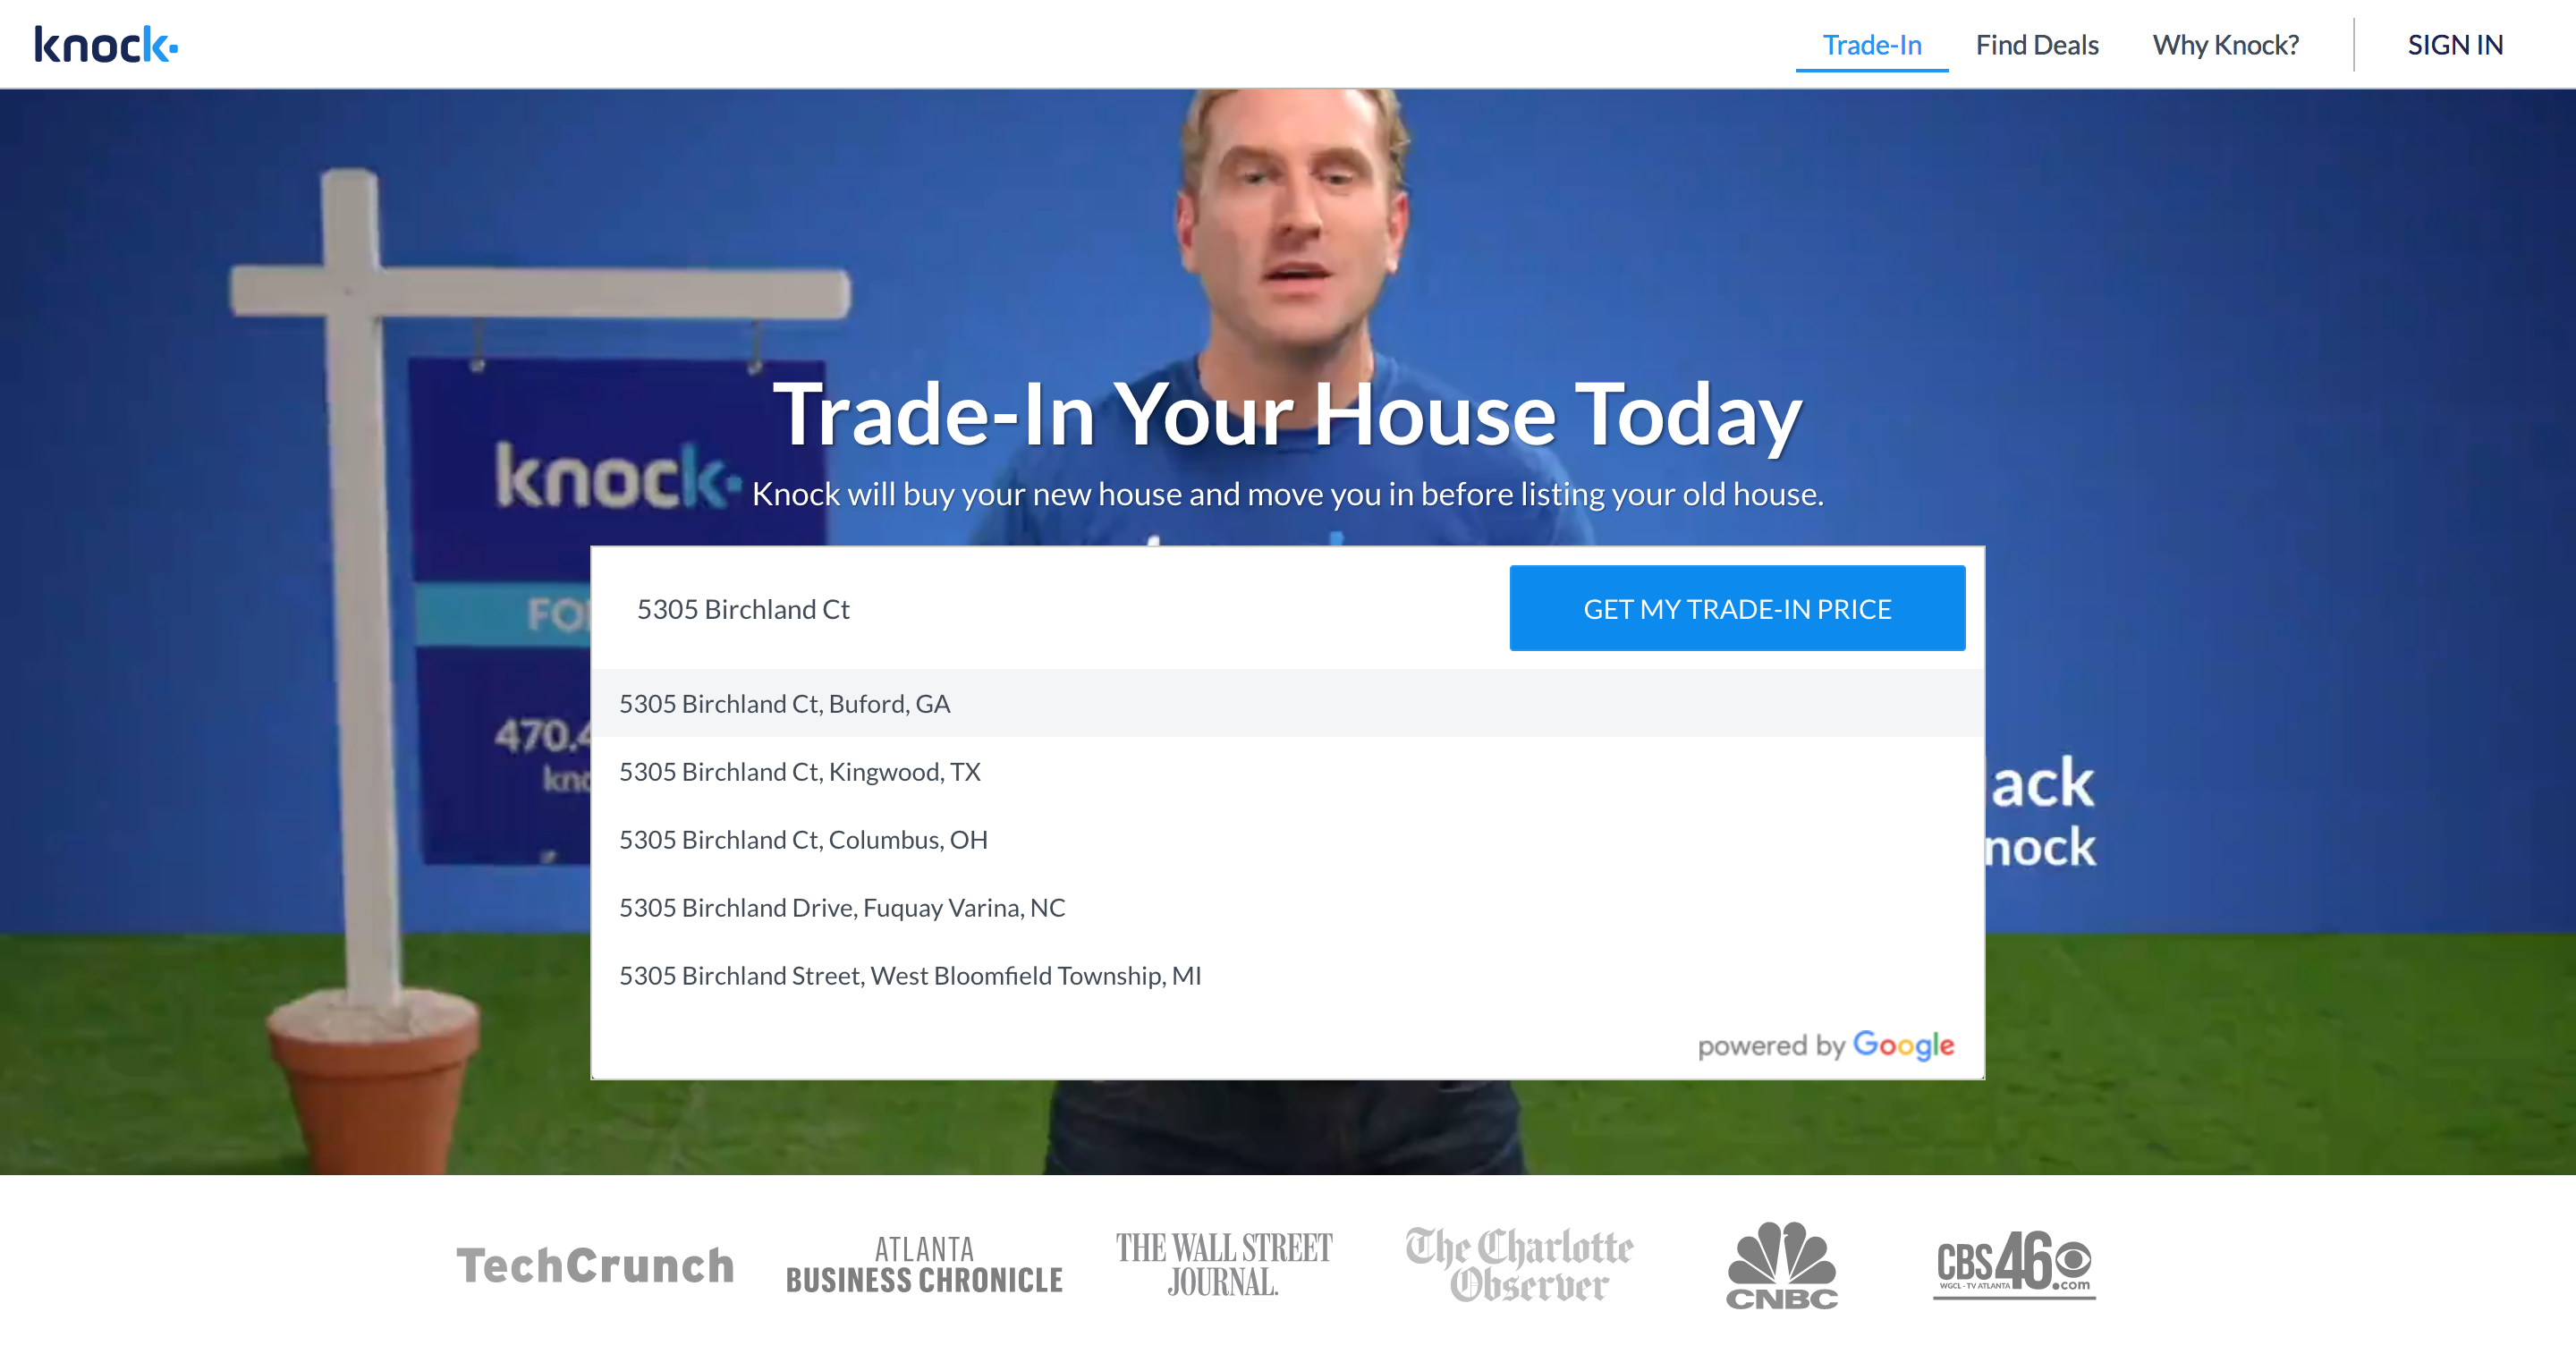 knock
Trade-In
Find Deals
Why Knock?
SIGN IN
Trade-In Your House Today
knock
Knock will buy your new house and move you in before listing your old house.
5305 Birchland Ct
GET MY TRADE-IN PRICE
5305 Birchland Ct, Buford, GA
5305 Birchland Ct, Kingwood, TX
5305 Birchland Ct, Columbus, OH
5305 Birchland Drive, Fuquay Varina, NC
5305 Birchland Street, West Bloomfield Township, MI
powered by Google
470.4
ack
nock
TechCrunch
ATLANTA
BUSINESS CHRONICLE
THE WALL STREET
JOURNAL.
The Charlotte
Observer
CNBC
CBS46
WGCL-TV ATLANTA .com